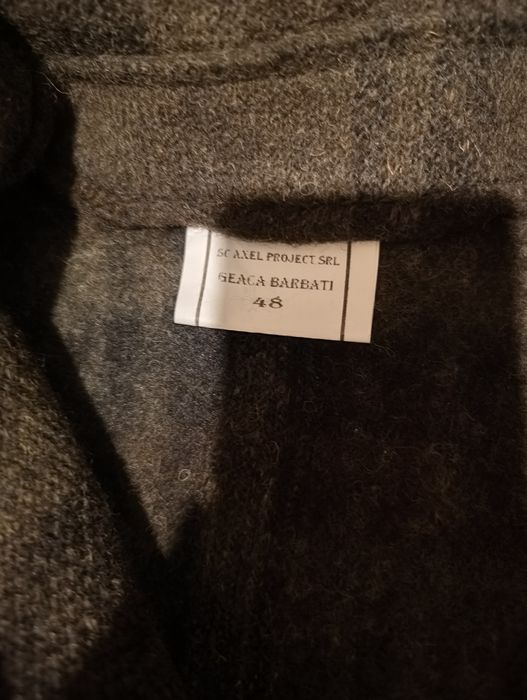 SC AXEL PROJECT SRL
GEACA BARBATI
48